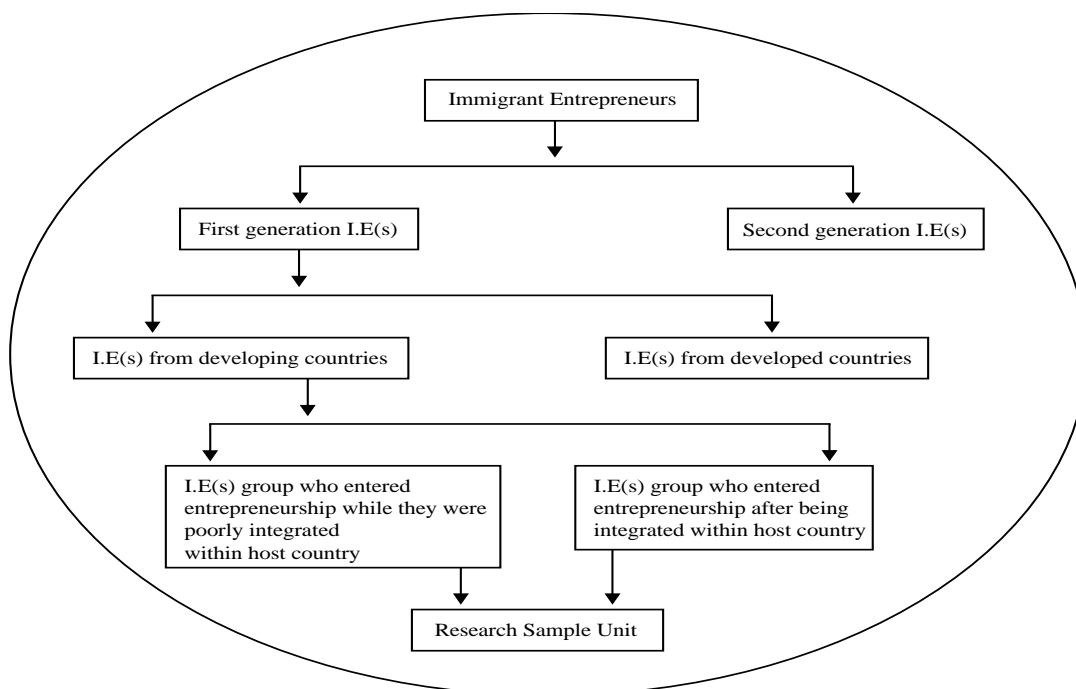 Immigrant Entrepreneurs
First generation I.E(s)
Second generation I.E(s)
I.E(s) from developing countries
I.E(s) from developed countries
I.E(s) group who entered
entrepreneurship while they were
poorly integrated
within host country
I.E(s) group who entered
entrepreneurship after being
integrated within host country
Research Sample Unit